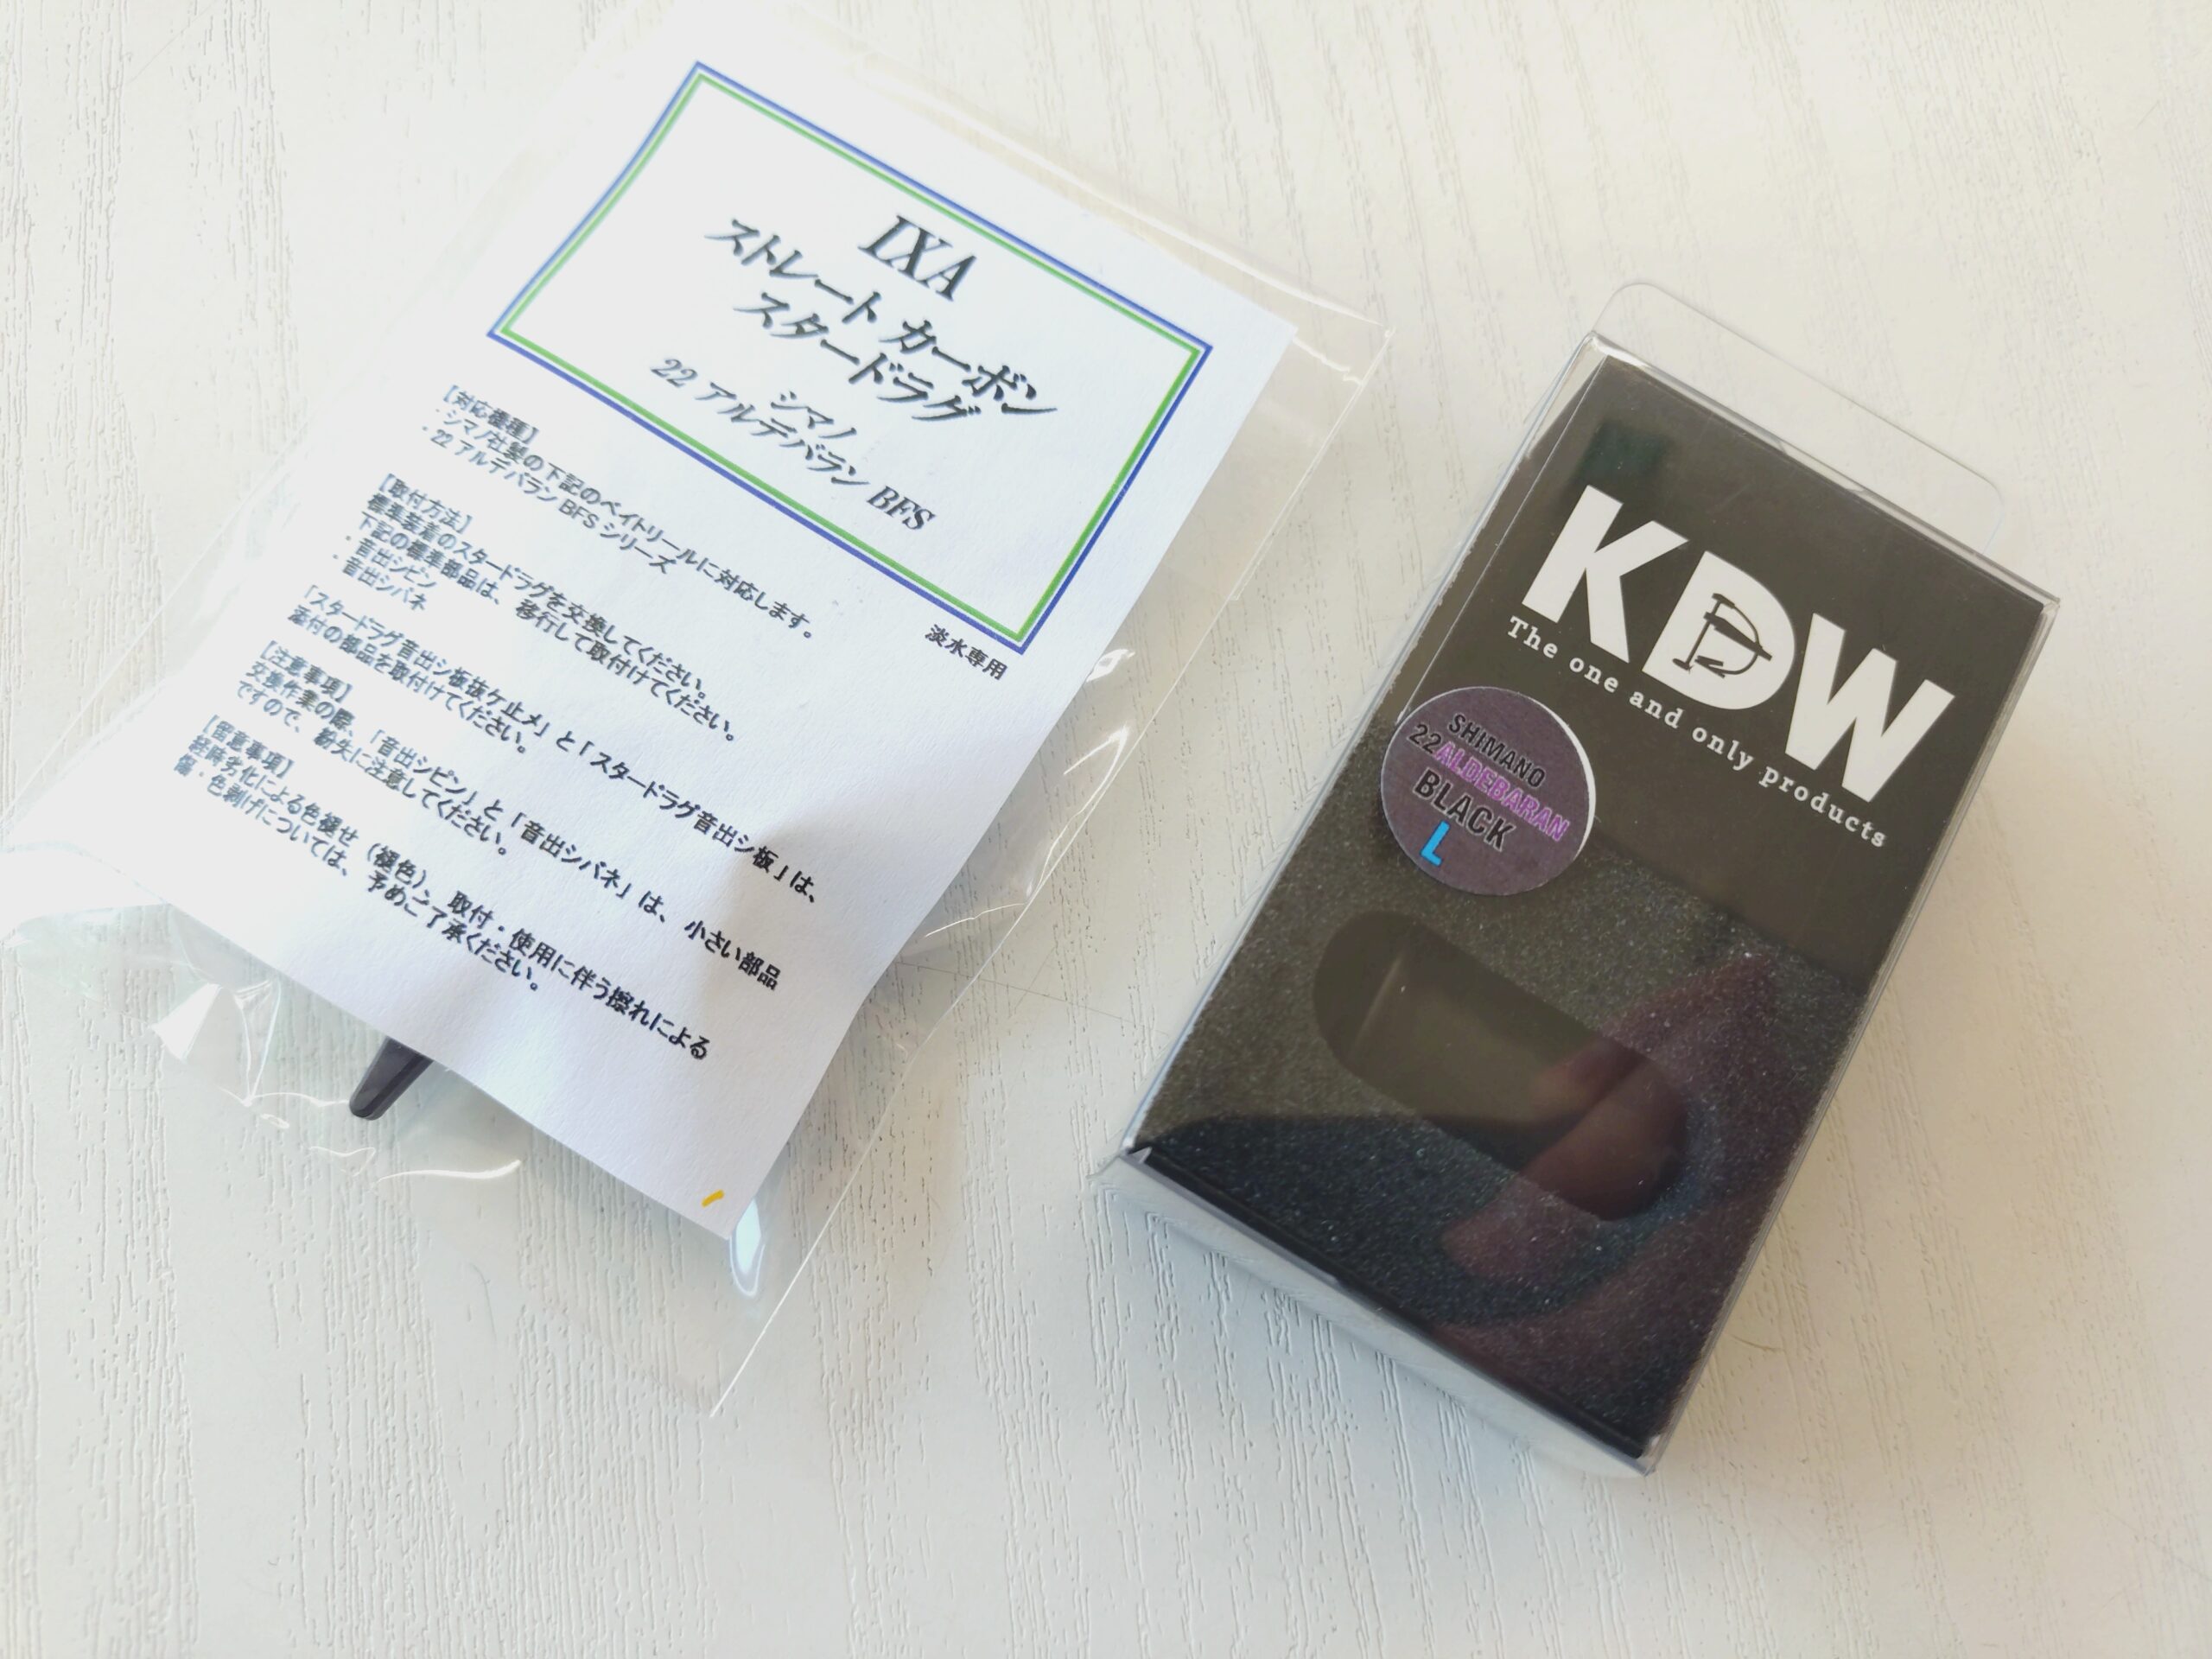 IXA
ストレート カーボン
スタードラグ
シマノ
22 アルデバラン BFS
淡水専用
【対応機種】
・シマノ社製の下記のベイトリールに対応します。
・22 アルデバラン BFS シリーズ
【取付方法】
標準装着のスタードラグを交換してください。
下記の標準部品は、移行して取付けてください。
・音出シピン
・音出シバネ
「スタードラグ音出シ板抜ケ止メ」と「スタードラグ音出シ板」は、
添付の部品を取付けてください。
【注意事項】
交換作業の際、「音出シピン」と「音出シバネ」は、小さい部品
ですので、紛失に注意してください。
【留意事項】
経時劣化による色褪せ（褪色）、取付・使用に伴う擦れによる
傷・色剥げについては、予めご了承ください。
KDW
The one and only products
SHIMANO
22ALDEBARAN
BLACK
L